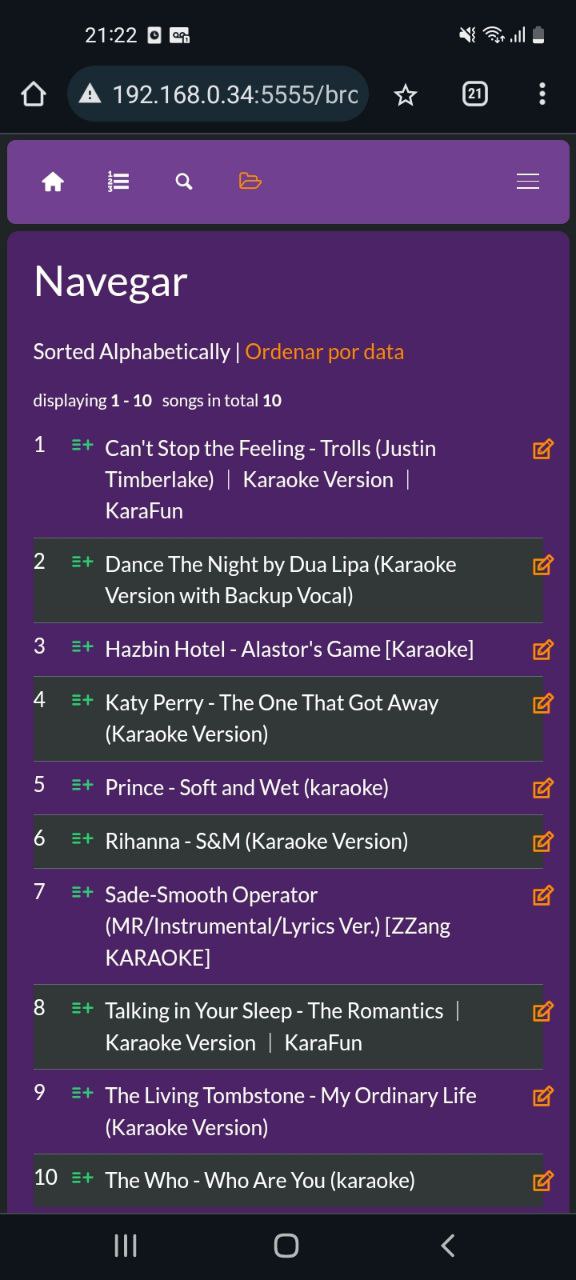 21:22
192.168.0.34:5555/brc
21
Navegar
Sorted Alphabetically | Ordenar por data
displaying 1 - 10 songs in total 10
1 Can't Stop the Feeling - Trolls (Justin
Timberlake) | Karaoke Version |
KaraFun
2 Dance The Night by Dua Lipa (Karaoke
Version with Backup Vocal)
3 Hazbin Hotel - Alastor's Game [Karaoke]
4 Katy Perry - The One That Got Away
(Karaoke Version)
5 Prince - Soft and Wet (karaoke)
6 Rihanna - S&M (Karaoke Version)
7 Sade-Smooth Operator
(MR/Instrumental/Lyrics Ver.) [ZZang
KARAOKE]
8 Talking in Your Sleep - The Romantics |
Karaoke Version | KaraFun
9 The Living Tombstone - My Ordinary Life
(Karaoke Version)
10 The Who - Who Are You (karaoke)